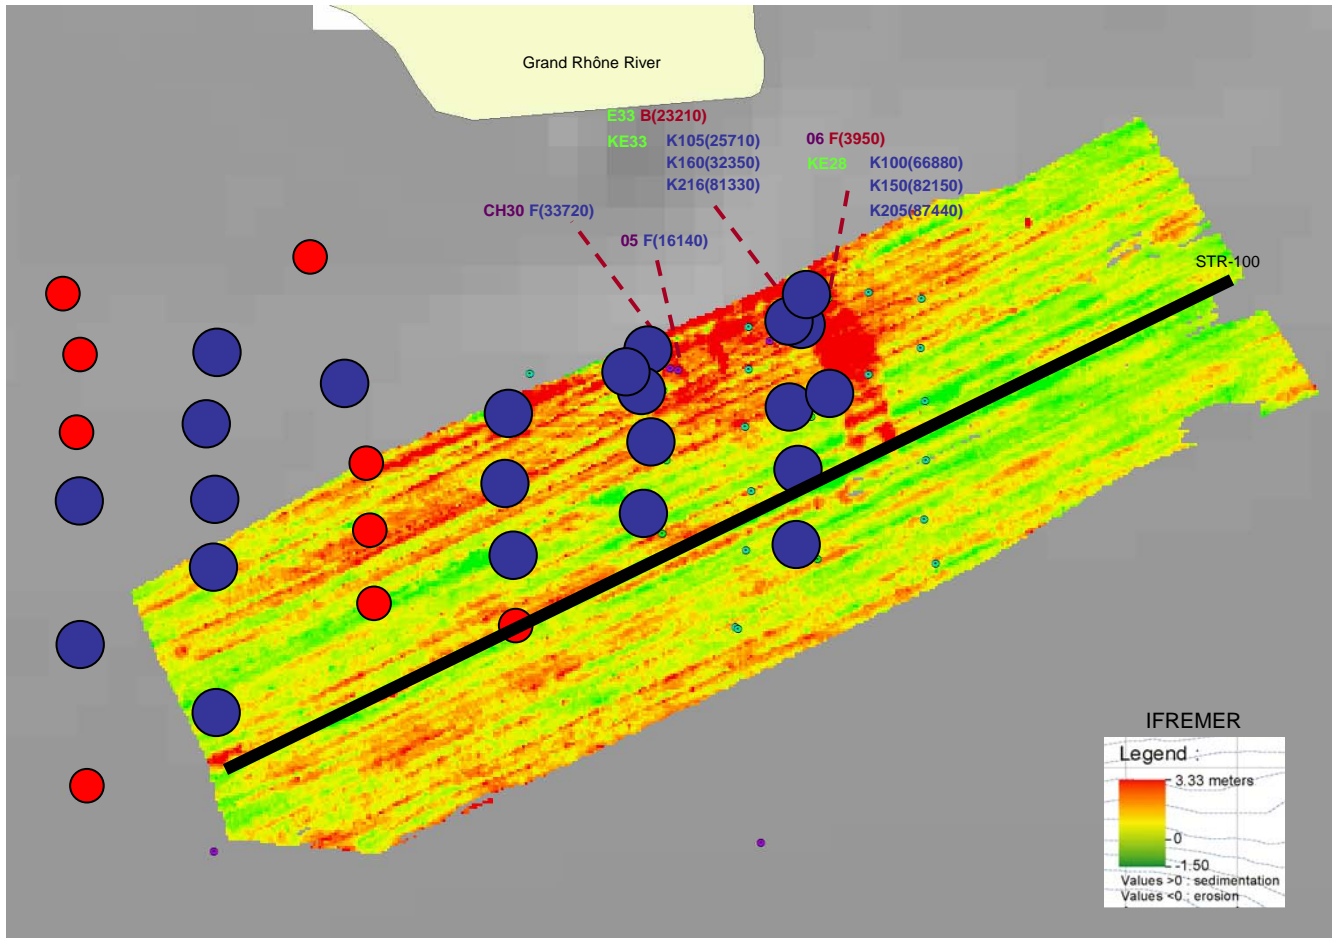 Grand Rhône River
E33 B(23210)
KE33 K105(25710)
K160(32350)
K216(81330)
06 F(3950)
KE28 K100(66880)
K150(82150)
K205(87440)
CH30 F(33720)
05 F(16140)
STR-100
IFREMER
Legend :
3.33 meters
0
-1.50
Values >0 : sedimentation
Values <0 : erosion